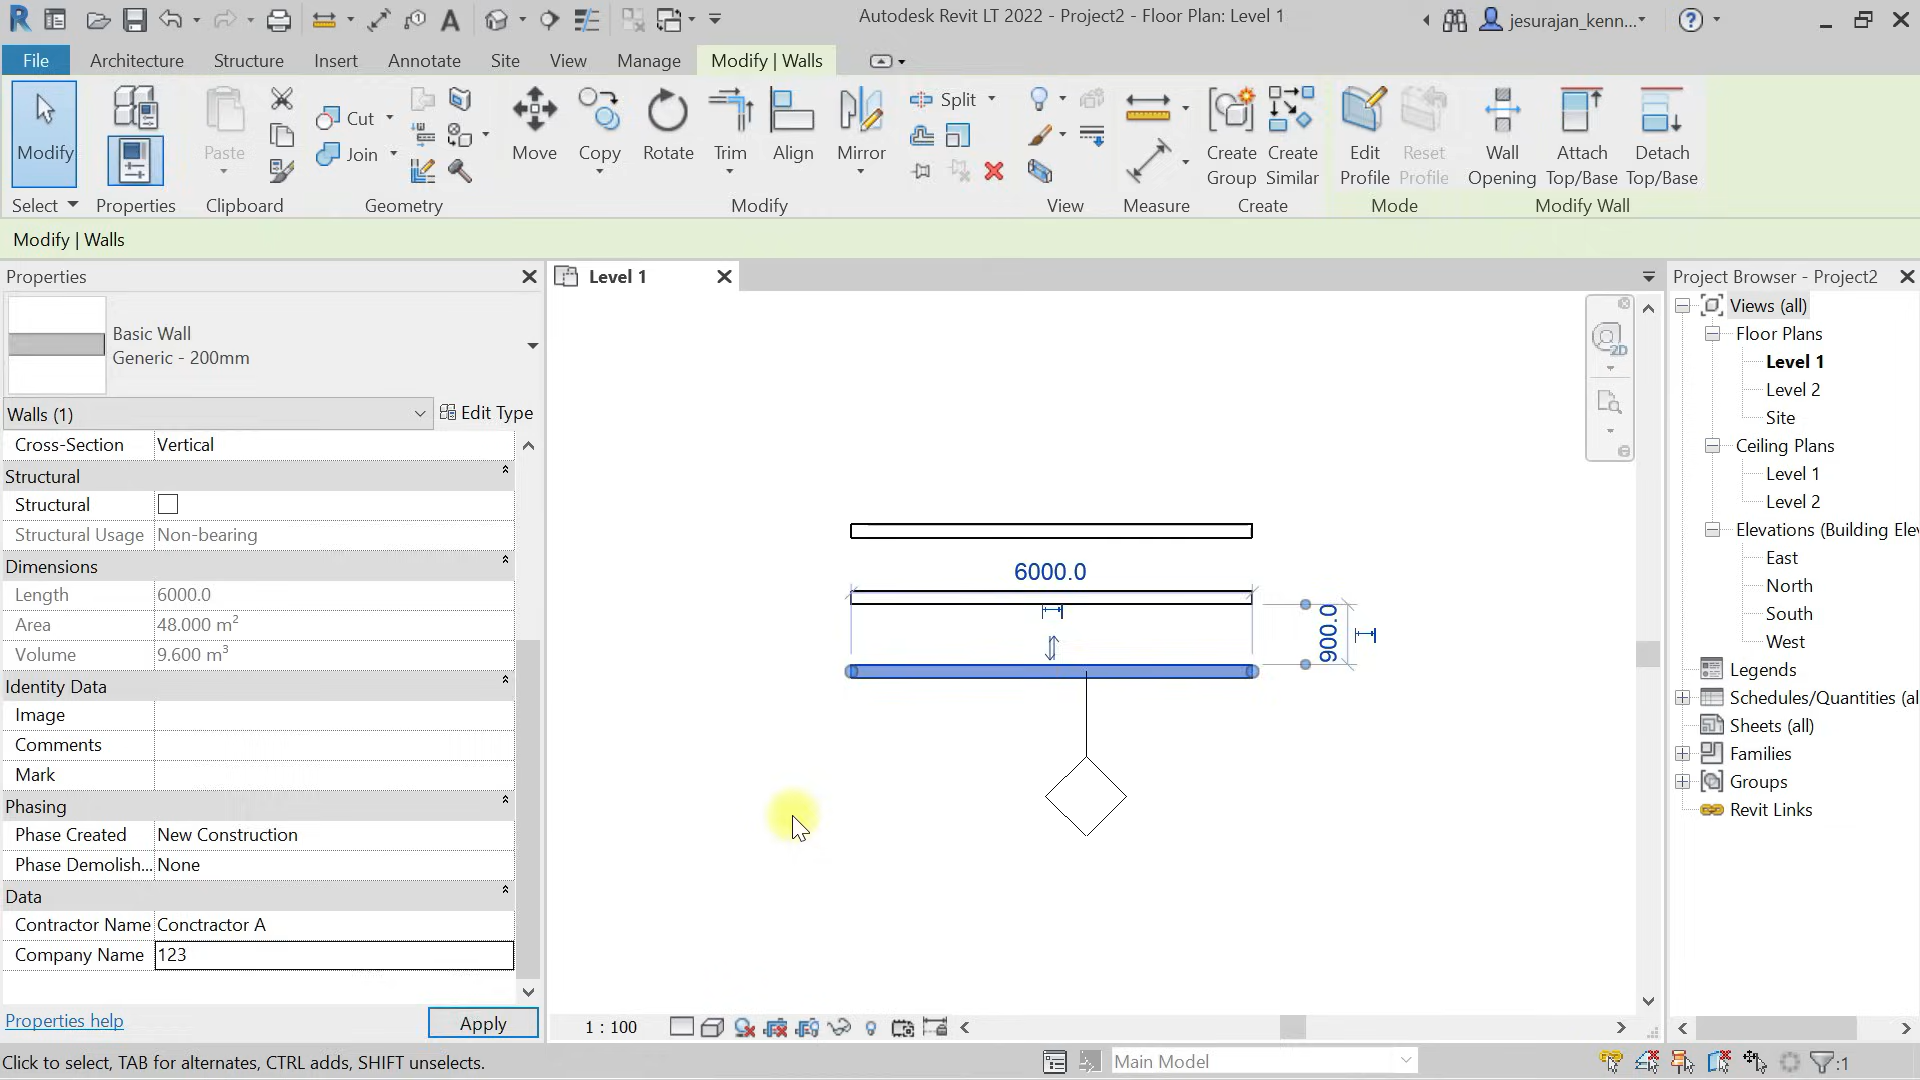 Autodesk Revit LT 2022 - Project2 - Floor Plan: Level 1
jesurajan_kenn...
File Architecture Structure Insert Annotate Site View Manage Modify | Walls
Modify
Paste
Cut
Join
Move
Copy
Rotate
Trim
Align
Mirror
Split
Create Group
Create Similar
Edit Profile
Reset Profile
Wall Opening
Attach Top/Base
Detach Top/Base
Select Properties Clipboard Geometry Modify View Measure Create Mode Modify Wall
Modify | Walls
Properties
Basic Wall
Generic - 200mm
Walls (1)
Edit Type
Cross-Section Vertical
Structural
Structural
Structural Usage Non-bearing
Dimensions
Length 6000.0
Area 48.000 m²
Volume 9.600 m³
Identity Data
Image
Comments
Mark
Phasing
Phase Created New Construction
Phase Demolish... None
Data
Contractor Name Conctractor A
Company Name 123
Properties help
Apply
Level 1
2D
6000.0
900.0
1 : 100
Project Browser - Project2
Views (all)
Floor Plans
Level 1
Level 2
Site
Ceiling Plans
Level 1
Level 2
Elevations (Building Ele
East
North
South
West
Legends
Schedules/Quantities (al
Sheets (all)
Families
Groups
Revit Links
Click to select, TAB for alternates, CTRL adds, SHIFT unselects.
Main Model
:1